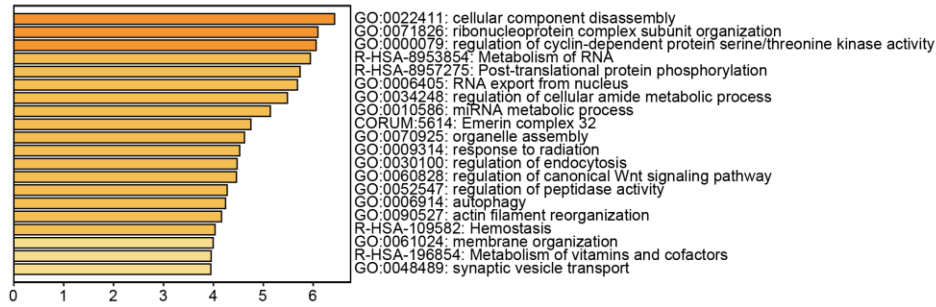 GO:0022411: cellular component disassembly
GO:0071826: ribonucleoprotein complex subunit organization
GO:0000079: regulation of cyclin-dependent protein serine/threonine kinase activity
R-HSA-8953854: Metabolism of RNA
R-HSA-8957275: Post-translational protein phosphorylation
GO:0006405: RNA export from nucleus
GO:0034248: regulation of cellular amide metabolic process
GO:0010586: miRNA metabolic process
CORUM:5614: Emerin complex 32
GO:0070925: organelle assembly
GO:0009314: response to radiation
GO:0030100: regulation of endocytosis
GO:0060828: regulation of canonical Wnt signaling pathway
GO:0052547: regulation of peptidase activity
GO:0006914: autophagy
GO:0090527: actin filament reorganization
R-HSA-109582: Hemostasis
GO:0061024: membrane organization
R-HSA-196854: Metabolism of vitamins and cofactors
GO:0048489: synaptic vesicle transport
0 1 2 3 4 5 6